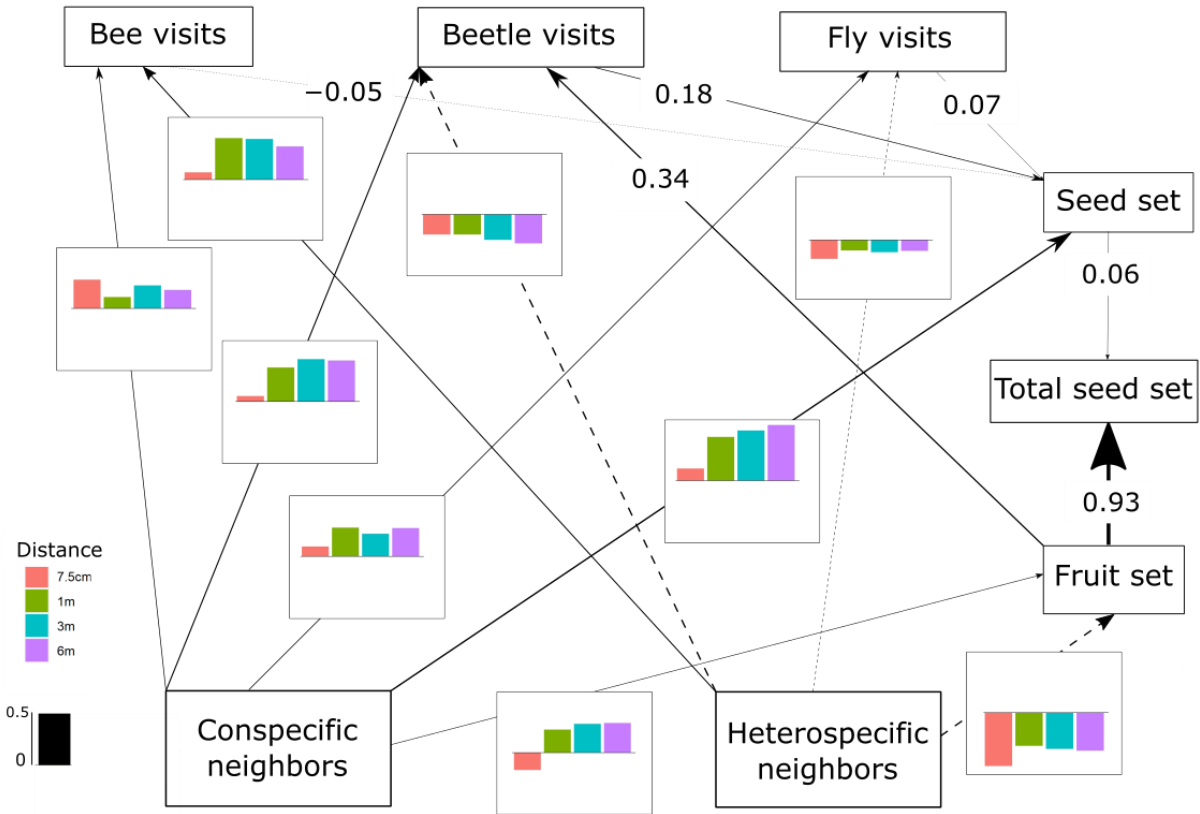 Bee visits
Beetle visits
Fly visits
−0.05
0.18
0.07
0.34
Seed set
0.06
Total seed set
0.93
Fruit set
Distance
7.5cm
1m
3m
6m
0.5
0
Conspecific
neighbors
Heterospecific
neighbors